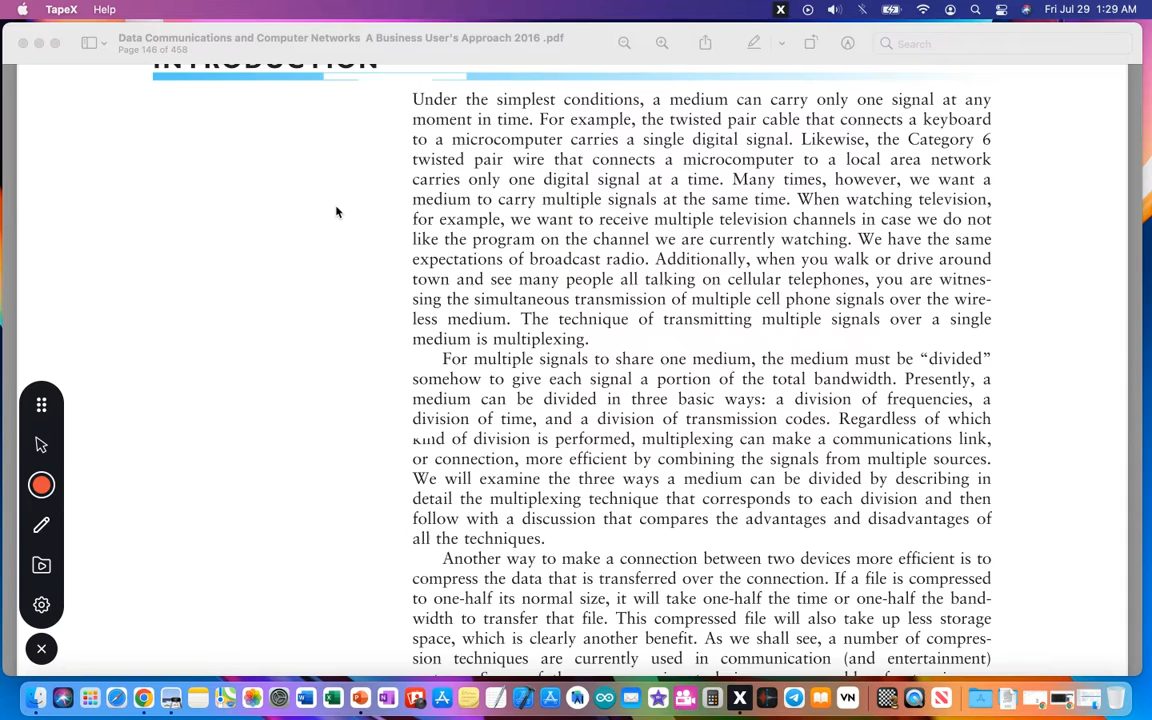 TapeX
Fri Jul 29 1:29 AM
Data Communications and Computer Networks A Business User's Approach 2016 .pdf
Page 146 of 458
Search
INTRODUCTION
Under the simplest conditions, a medium can carry only one signal at any
moment in time. For example, the twisted pair cable that connects a keyboard
to a microcomputer carries a single digital signal. Likewise, the Category 6
twisted pair wire that connects a microcomputer to a local area network
carries only one digital signal at a time. Many times, however, we want a
medium to carry multiple signals at the same time. When watching television,
for example, we want to receive multiple television channels in case we do not
like the program on the channel we are currently watching. We have the same
expectations of broadcast radio. Additionally, when you walk or drive around
town and see many people all talking on cellular telephones, you are witnes-
sing the simultaneous transmission of multiple cell phone signals over the wire-
less medium. The technique of transmitting multiple signals over a single
medium is multiplexing.
For multiple signals to share one medium, the medium must be “divided”
somehow to give each signal a portion of the total bandwidth. Presently, a
medium can be divided in three basic ways: a division of frequencies, a
division of time, and a division of transmission codes. Regardless of which
kind of division is performed, multiplexing can make a communications link,
or connection, more efficient by combining the signals from multiple sources.
We will examine the three ways a medium can be divided by describing in
detail the multiplexing technique that corresponds to each division and then
follow with a discussion that compares the advantages and disadvantages of
all the techniques.
Another way to make a connection between two devices more efficient is to
compress the data that is transferred over the connection. If a file is compressed
to one-half its normal size, it will take one-half the time or one-half the band-
width to transfer that file. This compressed file will also take up less storage
space, which is clearly another benefit. As we shall see, a number of compres-
sion techniques are currently used in communication (and entertainment)
VN